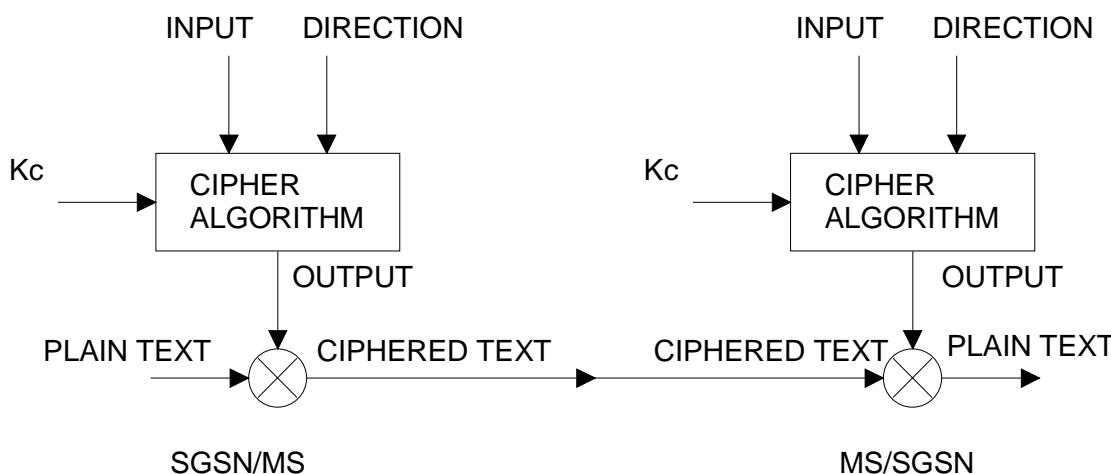 INPUT DIRECTION INPUT DIRECTION
Kc Kc
CIPHER CIPHER
ALGORITHM ALGORITHM
OUTPUT OUTPUT
PLAIN TEXT CIPHERED TEXT CIPHERED TEXT PLAIN TEXT
SGSN/MS MS/SGSN